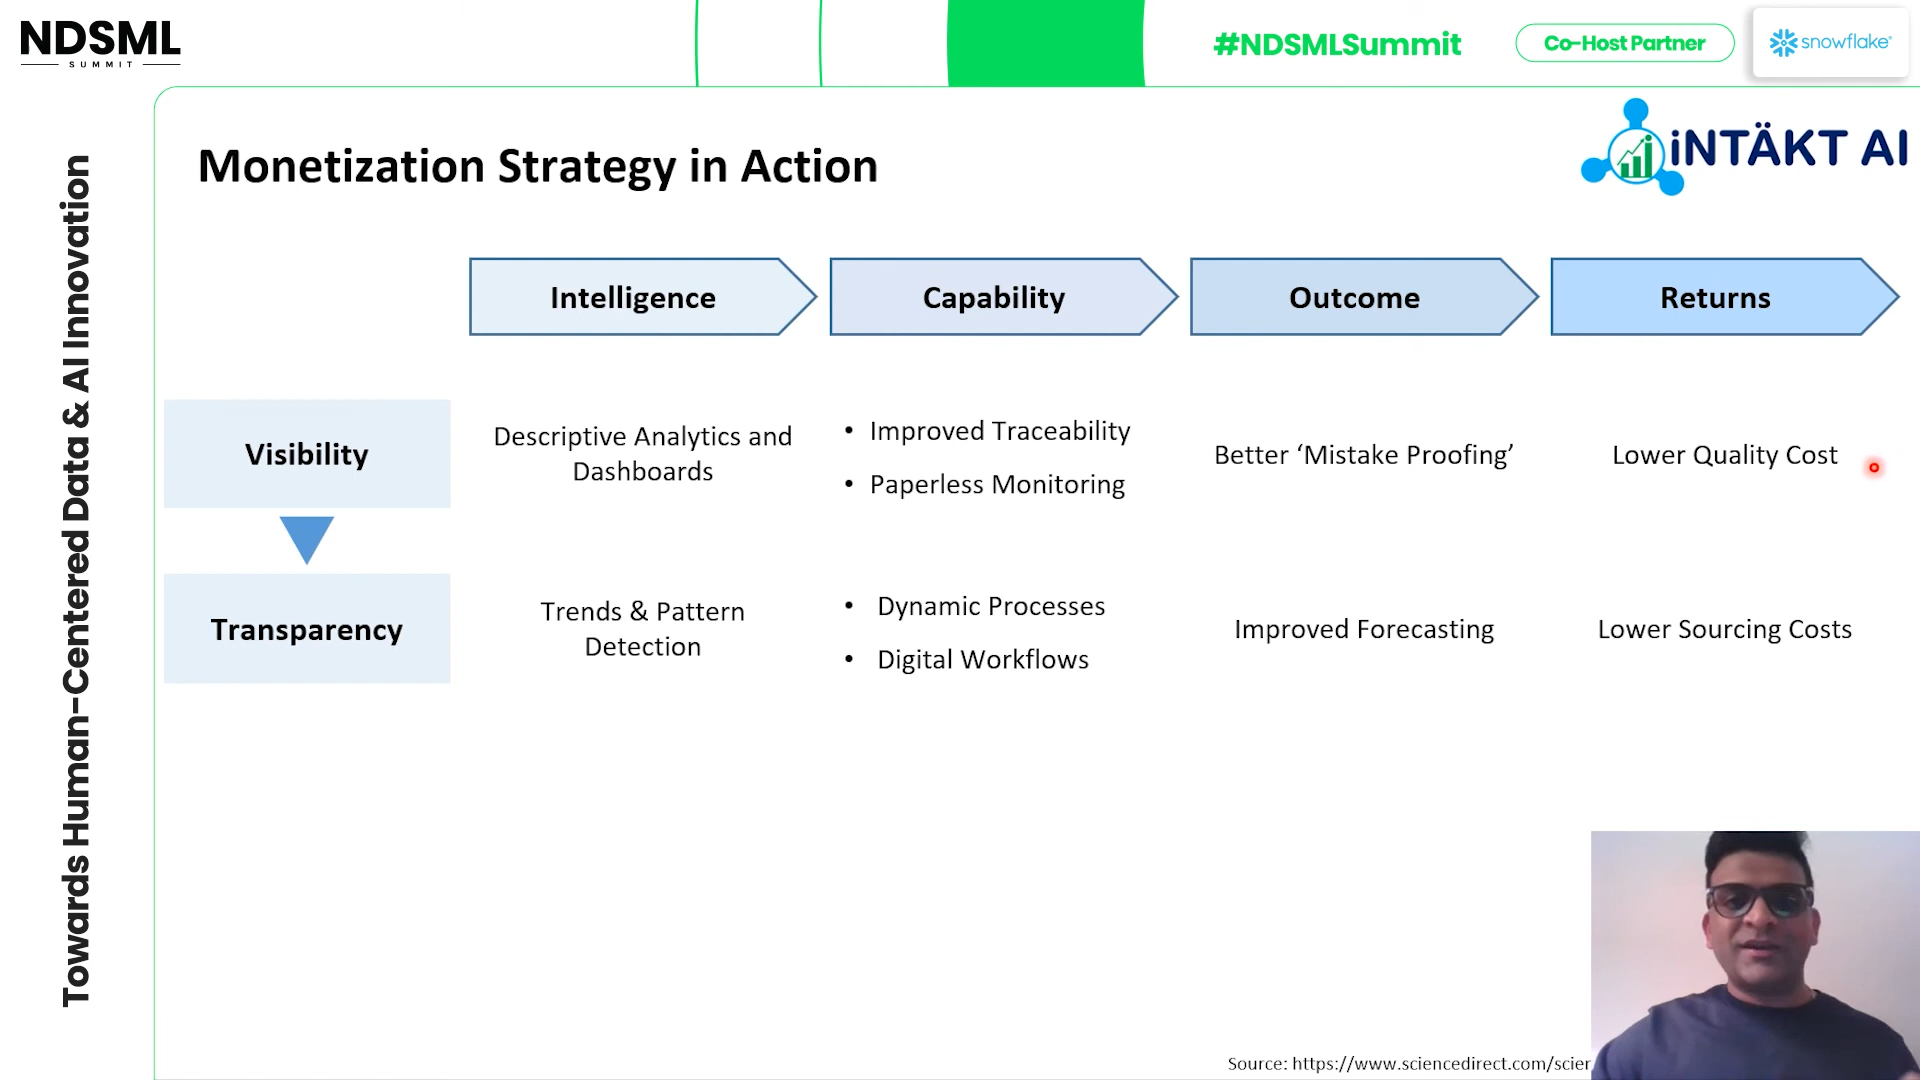 NDSML
SUMMIT
#NDSMLSummit
Co-Host Partner
snowflake®
Towards Human-Centered Data & AI Innovation
iNTÄKT AI
Monetization Strategy in Action
Intelligence
Capability
Outcome
Returns
Visibility
Descriptive Analytics and
Dashboards
• Improved Traceability
• Paperless Monitoring
Better ‘Mistake Proofing’
Lower Quality Cost
Transparency
Trends & Pattern
Detection
• Dynamic Processes
• Digital Workflows
Improved Forecasting
Lower Sourcing Costs
Source: https://www.sciencedirect.com/scier